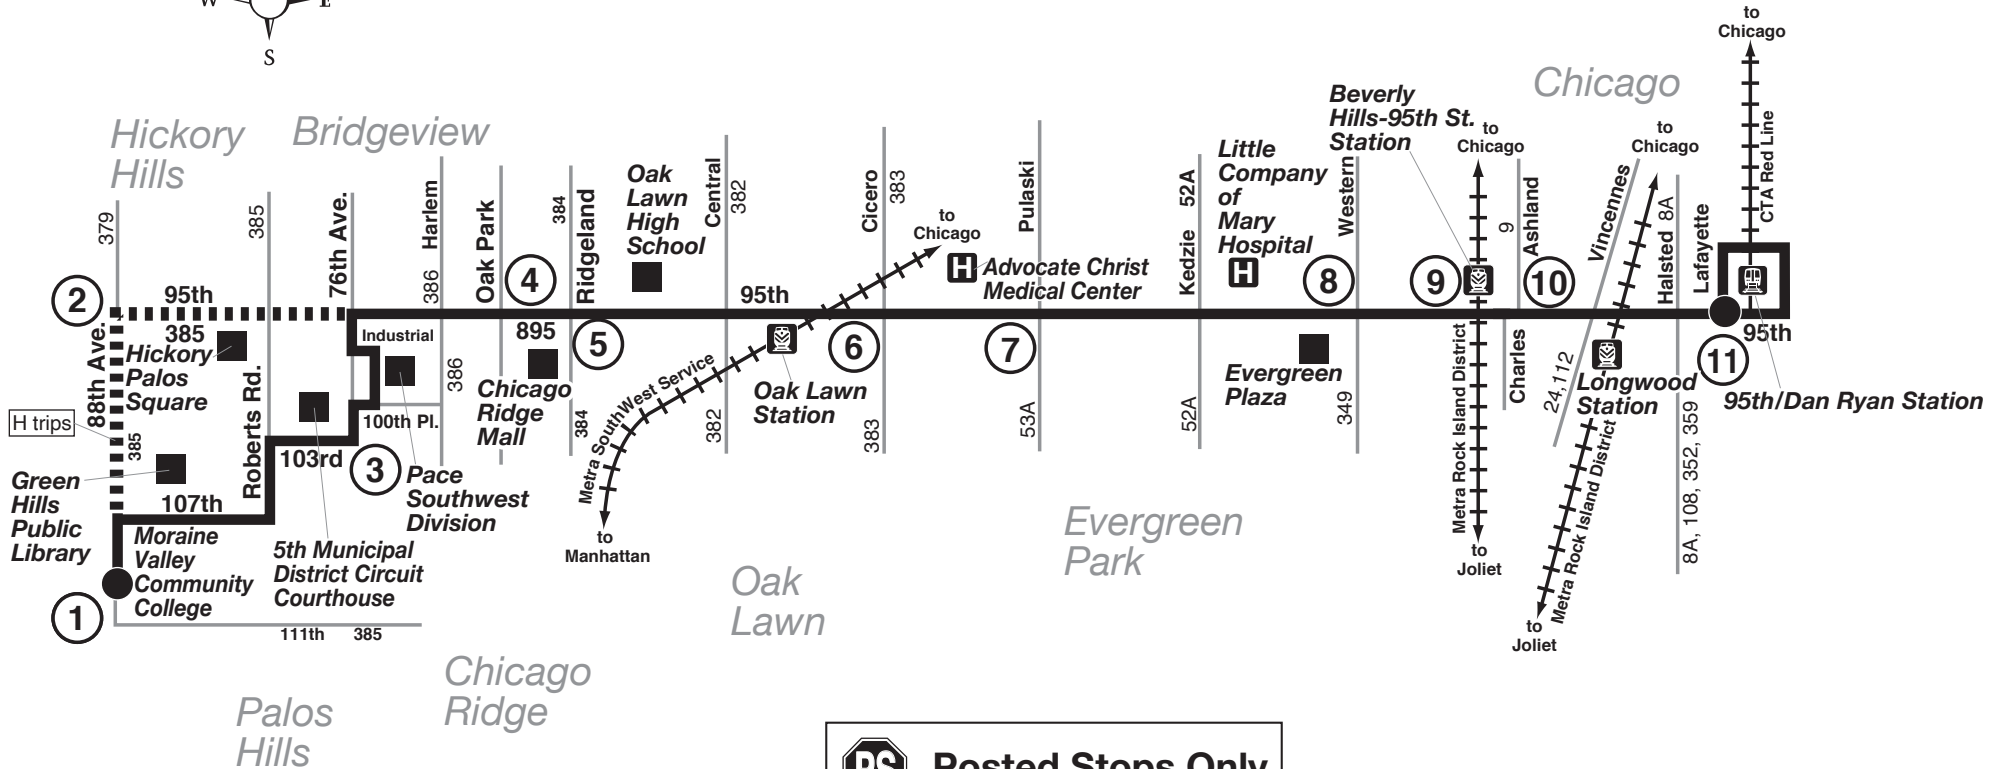 W
E
S
to
Chicago
CTA Red Line
Chicago
Hickory
Hills
Bridgeview
Beverly
Hills-95th St.
Station
to
Chicago
to
Chicago
379
385
76th Ave.
Harlem
386
Oak Park
384
Ridgeland
Oak
Lawn
High
School
Central
382
Cicero
383
to
Chicago
Pulaski
Kedzie 52A
Little
Company
of
Mary
Hospital
H
Western
9
Ashland
Vincennes
Halsted 8A
Lafayette
H
Advocate Christ
Medical Center
2
4
8
9
10
95th
95th
385
Industrial
895
5
6
7
11
95th
88th Ave.
Hickory
Palos
Square
Roberts Rd.
H trips
385
386
100th Pl.
Chicago
Ridge
Mall
384
Metra SouthWest Service
382
Oak Lawn
Station
383
53A
52A
Evergreen
Plaza
349
Metra Rock Island District
Charles
24,112
Longwood
Station
Metra Rock Island District
8A, 108, 352, 359
95th/Dan Ryan Station
103rd
3
Pace
Southwest
Division
Green
Hills
Public
Library
107th
Moraine
Valley
Community
College
5th Municipal
District Circuit
Courthouse
to
Manhattan
Evergreen
Park
to
Joliet
to
Joliet
1
111th 385
Oak
Lawn
Chicago
Ridge
Palos
Hills
PS
Posted Stops Only